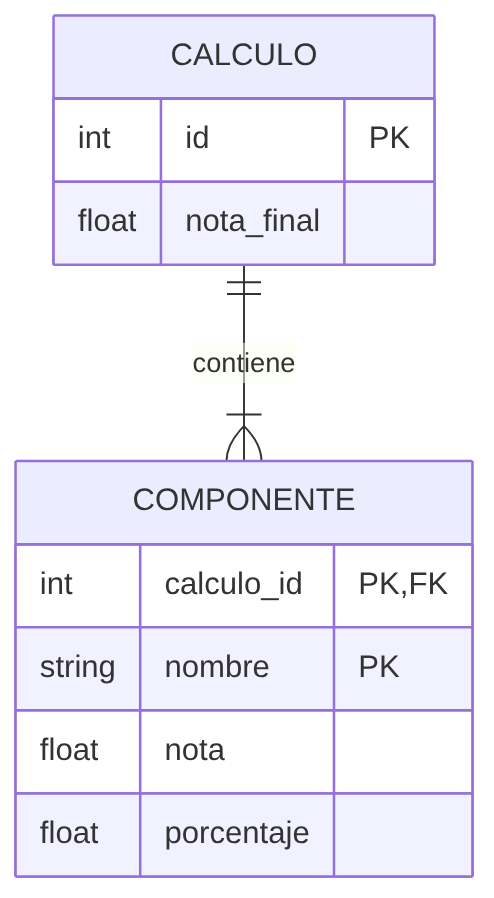 CALCULO
int id PK
float nota_final
contiene
COMPONENTE
int calculo_id PK,FK
string nombre PK
float nota
float porcentaje